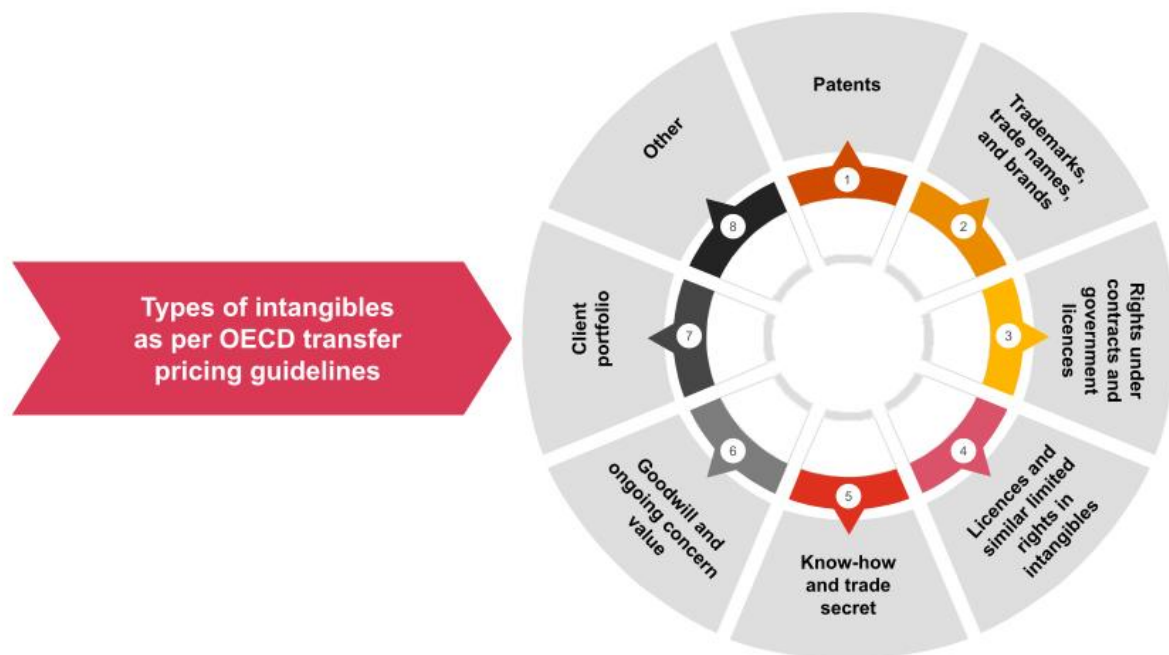 Types of intangibles
as per OECD transfer
pricing guidelines
Patents
1
Trademarks,
trade names,
and brands
2
Rights under
contracts and
government
licences
3
Licences and
similar limited
rights in
intangibles
4
Know-how
and trade
secret
5
Goodwill and
ongoing concern
value
6
Client
portfolio
7
Other
8